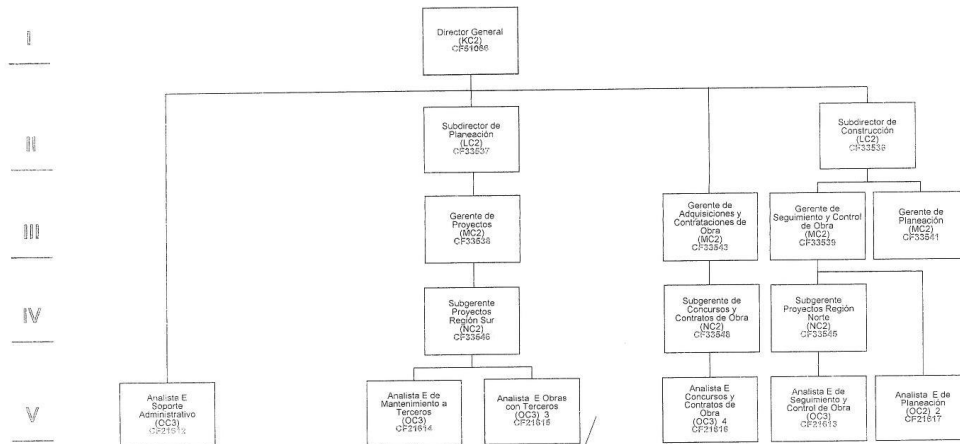 I
Director General
(KC2)
CF51066
II
Subdirector de
Planeación
(LC2)
CF33537
Subdirector de
Construcción
(LC2)
CF33536
III
Gerente de
Proyectos
(MC2)
CF33538
Gerente de
Adquisiciones y
Contrataciones de
Obra
(MC2)
CF33543
Gerente de
Seguimiento y Control
de Obra
(MC2)
CF33539
Gerente de
Planeación
(MC2)
CF33541
IV
Subgerente
Proyectos
Región Sur
(NC2)
CF33546
Subgerente de
Concursos y
Contratos de Obra
(NC2)
CF33548
Subgerente
Proyectos Región
Norte
(NC2)
CF33545
V
Analista E
Soporte
Administrativo
(OC3)
CF21612
Analista E de
Mantenimiento a
Terceros
(OC3)
CF21614
Analista E Obras
con Terceros
(OC3) 3
CF21615
Analista E
Concursos y
Contratos de
Obra
(OC3) 4
CF21616
Analista E de
Seguimiento y
Control de Obra
(OC3)
CF21613
Analista E de
Planeación
(OC2) 2
CF21617